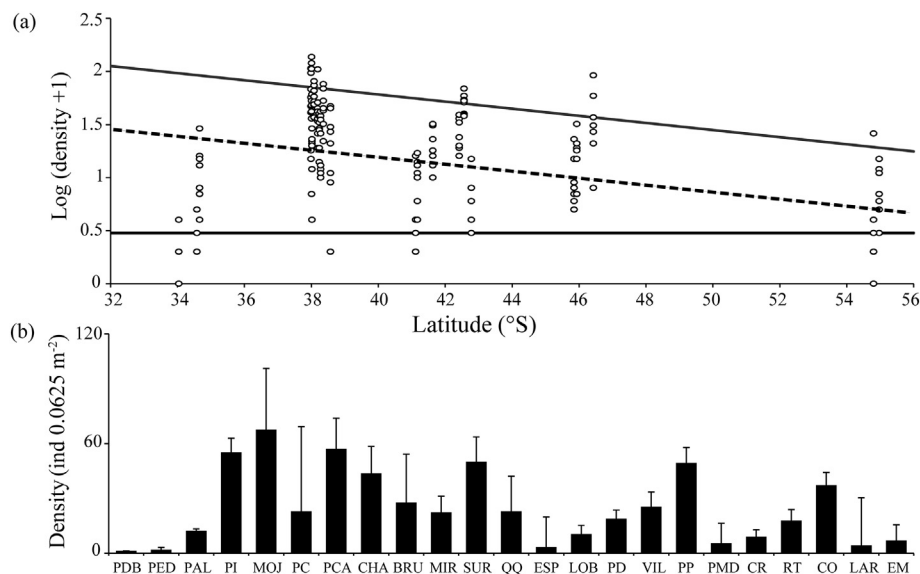 (a)
Log (density +1)
2.5
2
1.5
1
0.5
0
32 34 36 38 40 42 44 46 48 50 52 54 56
Latitude (°S)
(b)
Density (ind 0.0625 m⁻²)
120
60
0
PDB PED PAL PI MOJ PC PCA CHA BRU MIR SUR QQ ESP LOB PD VIL PP PMD CR RT CO LAR EM